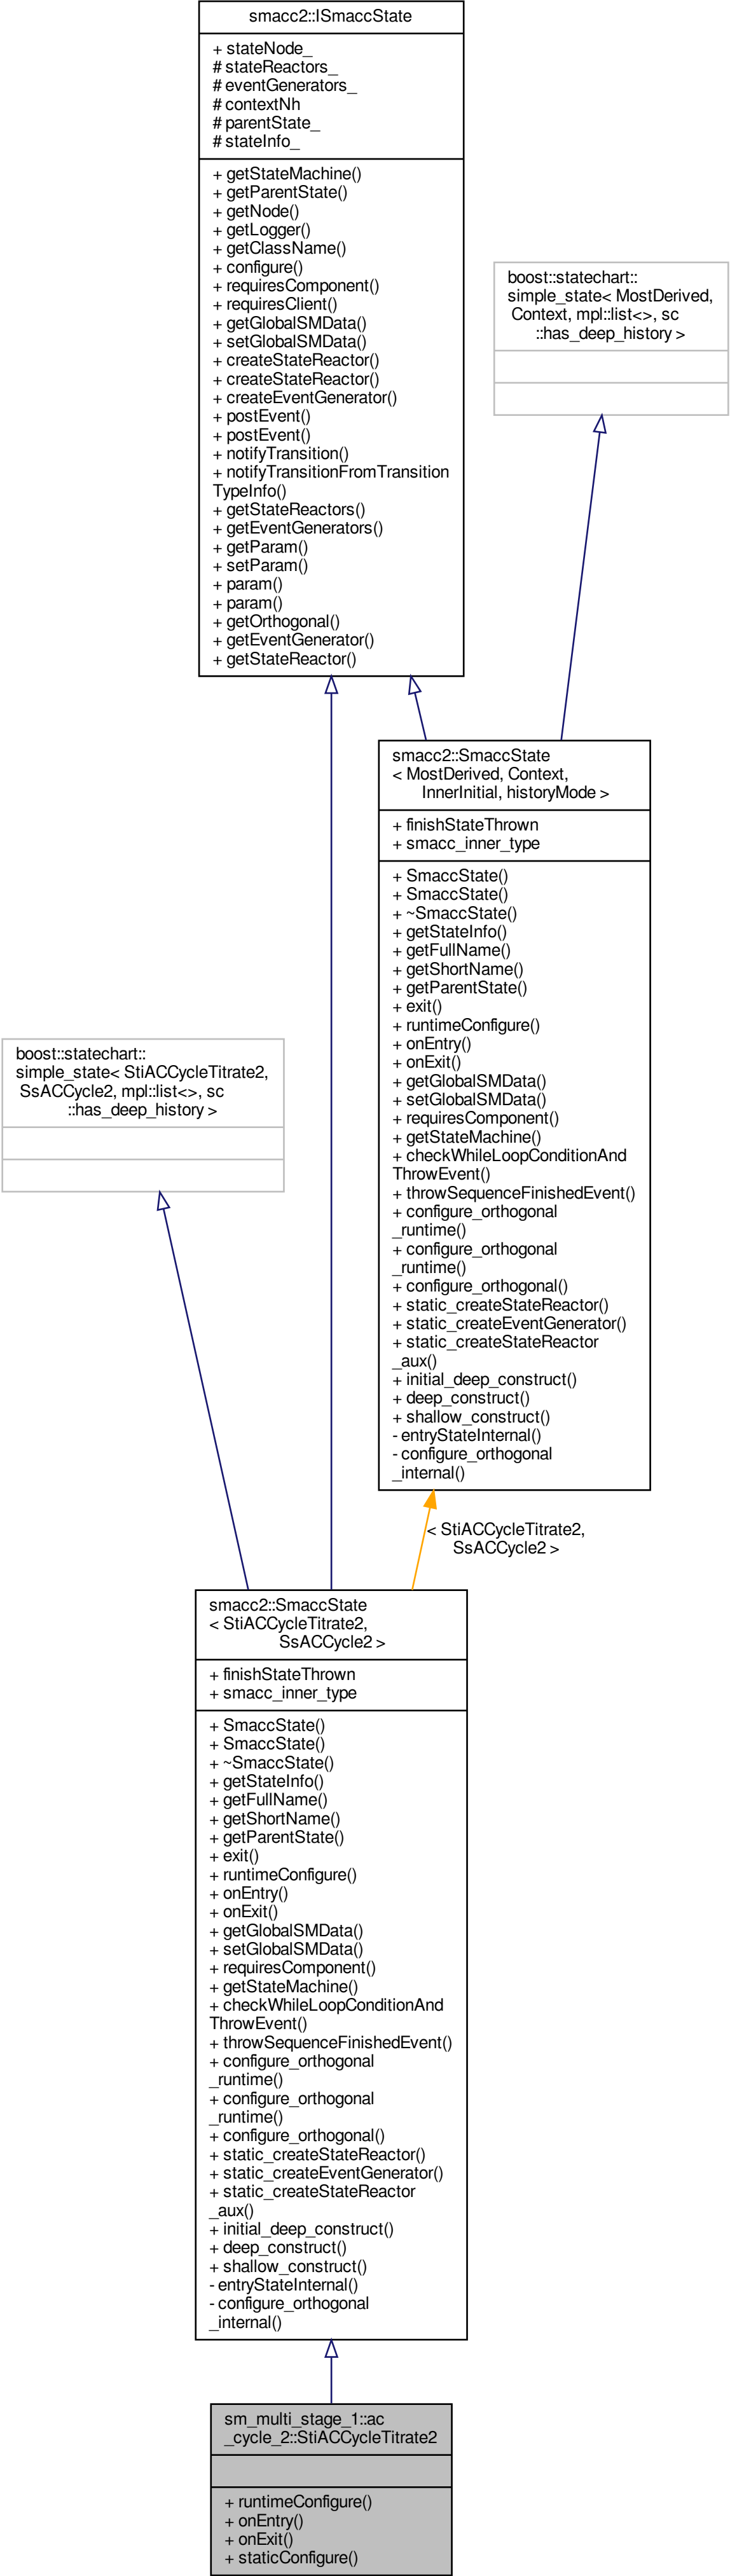 smacc2::ISmaccState
+ stateNode_
# stateReactors_
# eventGenerators_
# contextNh
# parentState_
# stateInfo_
+ getStateMachine()
+ getParentState()
+ getNode()
+ getLogger()
+ getClassName()
+ configure()
+ requiresComponent()
+ requiresClient()
+ getGlobalSMData()
+ setGlobalSMData()
+ createStateReactor()
+ createStateReactor()
+ createEventGenerator()
+ postEvent()
+ postEvent()
+ notifyTransition()
+ notifyTransitionFromTransition
TypeInfo()
+ getStateReactors()
+ getEventGenerators()
+ getParam()
+ setParam()
+ param()
+ param()
+ getOrthogonal()
+ getEventGenerator()
+ getStateReactor()
boost::statechart::
simple_state< MostDerived,
Context, mpl::list<>, sc
::has_deep_history >
smacc2::SmaccState
< MostDerived, Context,
InnerInitial, historyMode >
+ finishStateThrown
+ smacc_inner_type
+ SmaccState()
+ SmaccState()
+ ~SmaccState()
+ getStateInfo()
+ getFullName()
+ getShortName()
+ getParentState()
+ exit()
+ runtimeConfigure()
+ onEntry()
+ onExit()
+ getGlobalSMData()
+ setGlobalSMData()
+ requiresComponent()
+ getStateMachine()
+ checkWhileLoopConditionAnd
ThrowEvent()
+ throwSequenceFinishedEvent()
+ configure_orthogonal
_runtime()
+ configure_orthogonal
_runtime()
+ configure_orthogonal()
+ static_createStateReactor()
+ static_createEventGenerator()
+ static_createStateReactor
_aux()
+ initial_deep_construct()
+ deep_construct()
+ shallow_construct()
- entryStateInternal()
- configure_orthogonal
_internal()
boost::statechart::
simple_state< StiACCycleTitrate2,
SsACCycle2, mpl::list<>, sc
::has_deep_history >
< StiACCycleTitrate2,
SsACCycle2 >
smacc2::SmaccState
< StiACCycleTitrate2,
SsACCycle2 >
+ finishStateThrown
+ smacc_inner_type
+ SmaccState()
+ SmaccState()
+ ~SmaccState()
+ getStateInfo()
+ getFullName()
+ getShortName()
+ getParentState()
+ exit()
+ runtimeConfigure()
+ onEntry()
+ onExit()
+ getGlobalSMData()
+ setGlobalSMData()
+ requiresComponent()
+ getStateMachine()
+ checkWhileLoopConditionAnd
ThrowEvent()
+ throwSequenceFinishedEvent()
+ configure_orthogonal
_runtime()
+ configure_orthogonal
_runtime()
+ configure_orthogonal()
+ static_createStateReactor()
+ static_createEventGenerator()
+ static_createStateReactor
_aux()
+ initial_deep_construct()
+ deep_construct()
+ shallow_construct()
- entryStateInternal()
- configure_orthogonal
_internal()
sm_multi_stage_1::ac
_cycle_2::StiACCycleTitrate2
+ runtimeConfigure()
+ onEntry()
+ onExit()
+ staticConfigure()